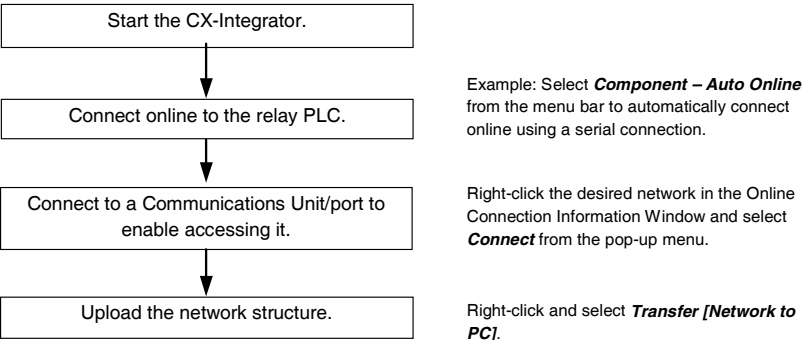 Start the CX-Integrator.
Connect online to the relay PLC.
Example: Select Component – Auto Online
from the menu bar to automatically connect
online using a serial connection.
Connect to a Communications Unit/port to
enable accessing it.
Right-click the desired network in the Online
Connection Information Window and select
Connect from the pop-up menu.
Upload the network structure.
Right-click and select Transfer [Network to
PC].